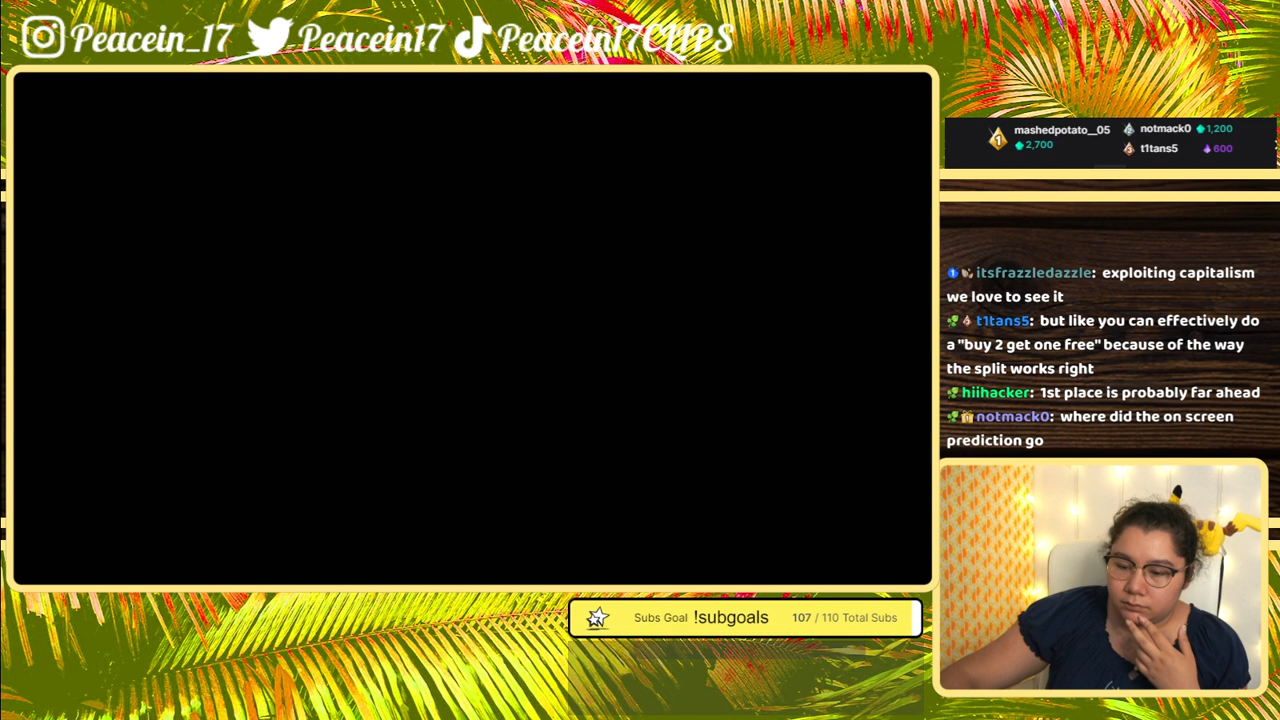 Peacein_17 Peacein17 Peacein17CIIPS
mashedpotato__05
2,700
notmack0 1,200
t1tans5 600
itsfrazzledazzle: exploiting capitalism
we love to see it
t1tans5: but like you can effectively do
a "buy 2 get one free" because of the way
the split works right
hiihacker: 1st place is probably far ahead
notmack0: where did the on screen
prediction go
Subs Goal !subgoals 107 / 110 Total Subs